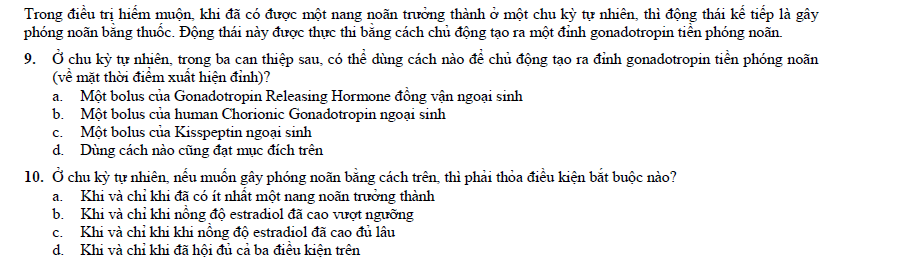 Trong điều trị hiếm muộn, khi đã có được một nang noãn trưởng thành ở một chu kỳ tự nhiên, thì động thái kế tiếp là gây
phóng noãn bằng thuốc. Động thái này được thực thi bằng cách chủ động tạo ra một đỉnh gonadotropin tiền phóng noãn.
9. Ở chu kỳ tự nhiên, trong ba can thiệp sau, có thể dùng cách nào để chủ động tạo ra đỉnh gonadotropin tiền phóng noãn
(về mặt thời điểm xuất hiện đỉnh)?
a. Một bolus của Gonadotropin Releasing Hormone đồng vận ngoại sinh
b. Một bolus của human Chorionic Gonadotropin ngoại sinh
c. Một bolus của Kisspeptin ngoại sinh
d. Dùng cách nào cũng đạt mục đích trên
10. Ở chu kỳ tự nhiên, nếu muốn gây phóng noãn bằng cách trên, thì phải thỏa điều kiện bắt buộc nào?
a. Khi và chỉ khi đã có ít nhất một nang noãn trưởng thành
b. Khi và chỉ khi nồng độ estradiol đã cao vượt ngưỡng
c. Khi và chỉ khi khi nồng độ estradiol đã cao đủ lâu
d. Khi và chỉ khi đã hội đủ cả ba điều kiện trên